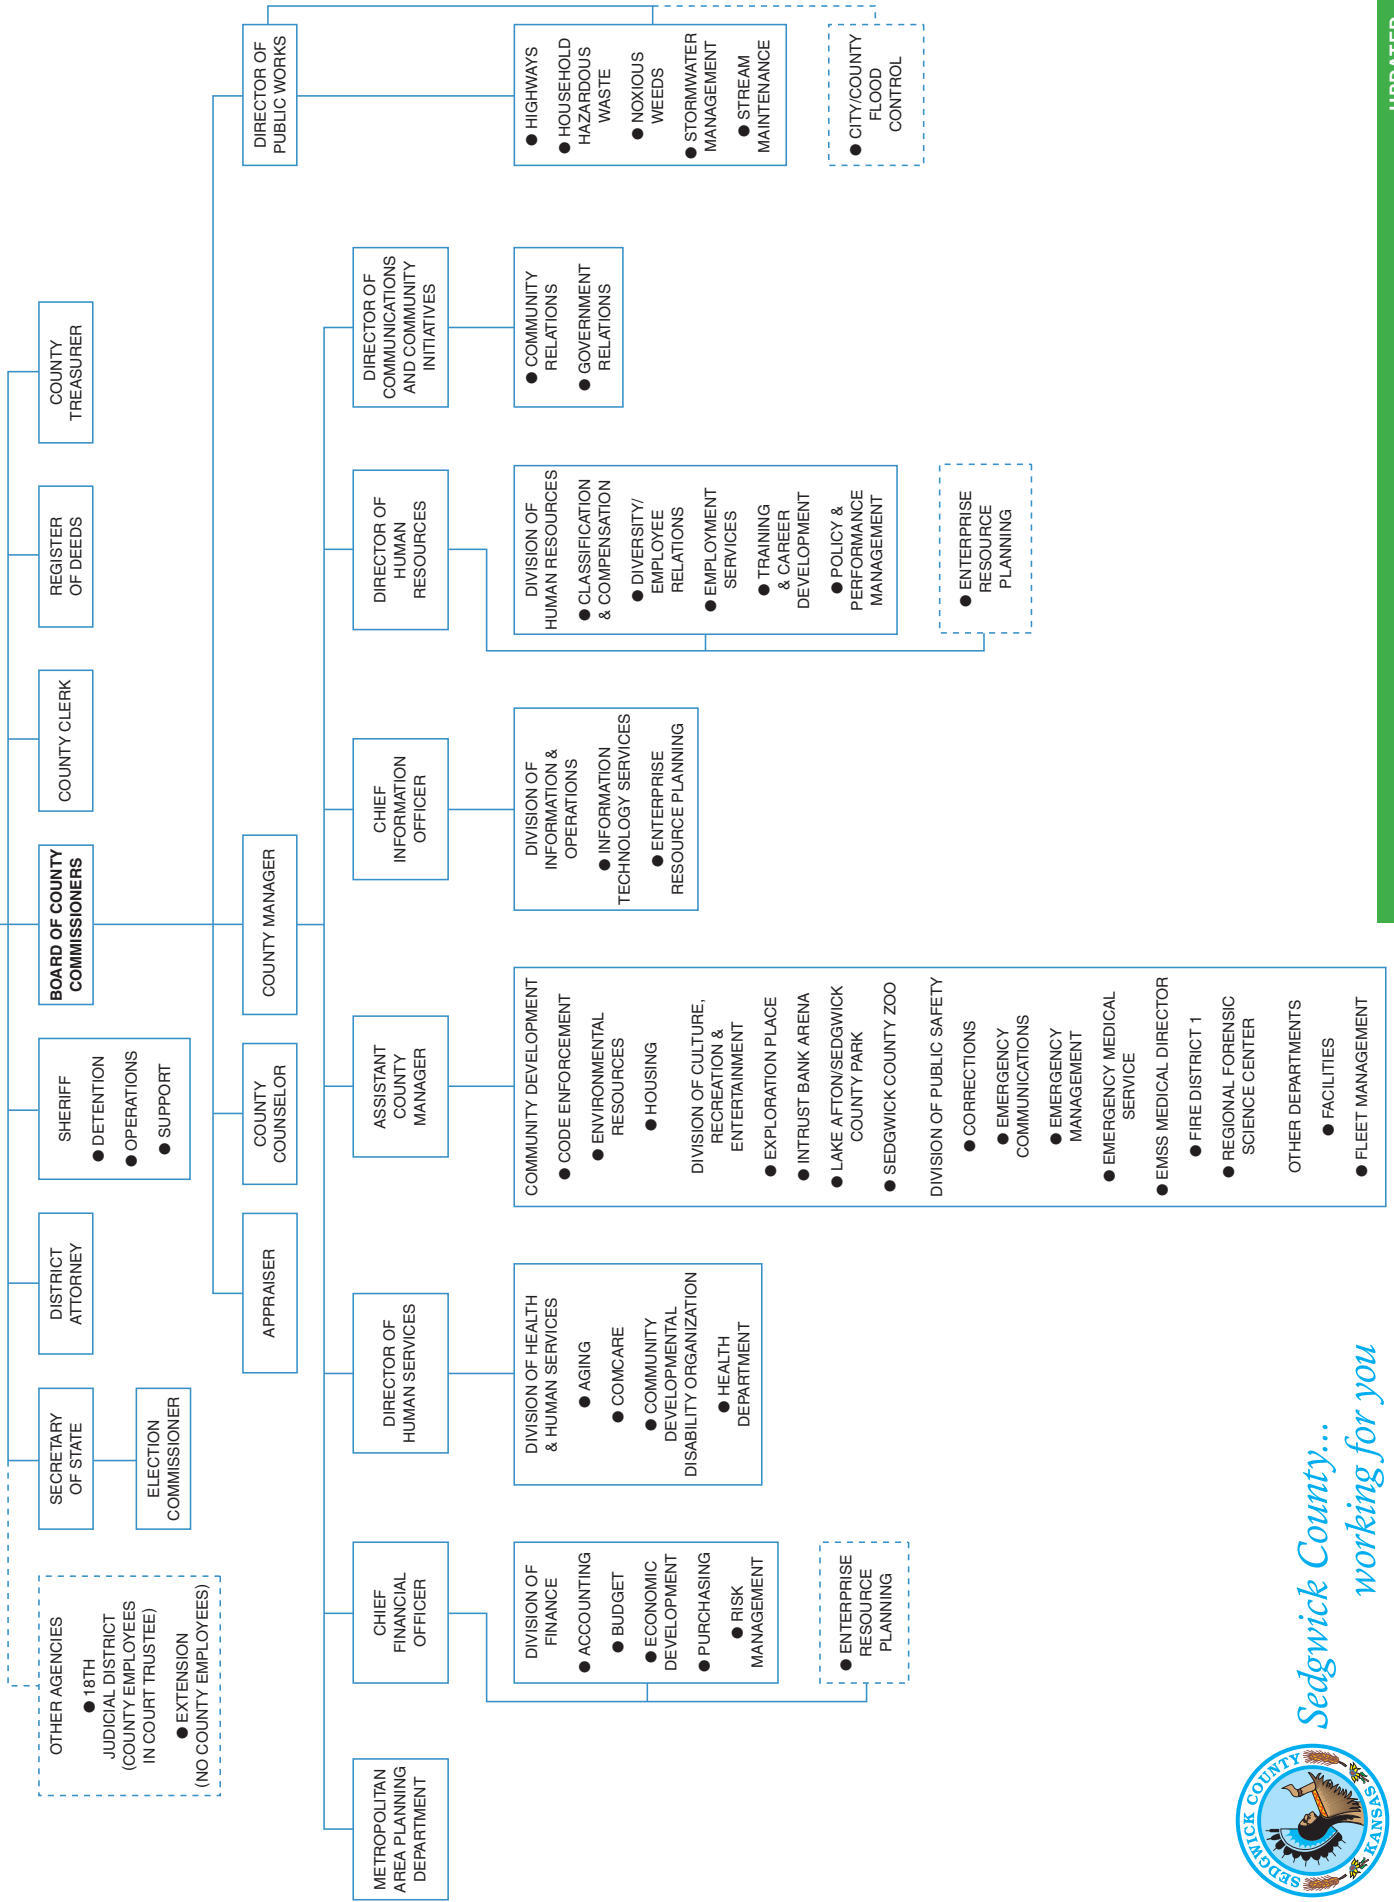 OTHER AGENCIES
● 18TH
JUDICIAL DISTRICT
(COUNTY EMPLOYEES
IN COURT TRUSTEE)
● EXTENSION
(NO COUNTY EMPLOYEES)
SECRETARY
OF STATE
ELECTION
COMMISSIONER
DISTRICT
ATTORNEY
SHERIFF
● DETENTION
● OPERATIONS
● SUPPORT
BOARD OF COUNTY
COMMISSIONERS
COUNTY CLERK
REGISTER
OF DEEDS
COUNTY
TREASURER
APPRAISER
COUNTY
COUNSELOR
COUNTY MANAGER
DIRECTOR OF
PUBLIC WORKS
METROPOLITAN
AREA PLANNING
DEPARTMENT
CHIEF
FINANCIAL
OFFICER
DIRECTOR OF
HUMAN SERVICES
ASSISTANT
COUNTY
MANAGER
CHIEF
INFORMATION
OFFICER
DIRECTOR OF
HUMAN
RESOURCES
DIRECTOR OF
COMMUNICATIONS
AND COMMUNITY
INITIATIVES
DIVISION OF
FINANCE
● ACCOUNTING
● BUDGET
● ECONOMIC
DEVELOPMENT
● PURCHASING
● RISK
MANAGEMENT
● ENTERPRISE
RESOURCE
PLANNING
DIVISION OF HEALTH
& HUMAN SERVICES
● AGING
● COMCARE
● COMMUNITY
DEVELOPMENTAL
DISABILITY ORGANIZATION
● HEALTH
DEPARTMENT
COMMUNITY DEVELOPMENT
● CODE ENFORCEMENT
● ENVIRONMENTAL
RESOURCES
● HOUSING
DIVISION OF CULTURE,
RECREATION &
ENTERTAINMENT
● EXPLORATION PLACE
● INTRUST BANK ARENA
● LAKE AFTON/SEDGWICK
COUNTY PARK
● SEDGWICK COUNTY ZOO
DIVISION OF PUBLIC SAFETY
● CORRECTIONS
● EMERGENCY
COMMUNICATIONS
● EMERGENCY
MANAGEMENT
● EMERGENCY MEDICAL
SERVICE
● EMSS MEDICAL DIRECTOR
● FIRE DISTRICT 1
● REGIONAL FORENSIC
SCIENCE CENTER
OTHER DEPARTMENTS
● FACILITIES
● FLEET MANAGEMENT
DIVISION OF
INFORMATION &
OPERATIONS
● INFORMATION
TECHNOLOGY SERVICES
● ENTERPRISE
RESOURCE PLANNING
DIVISION OF
HUMAN RESOURCES
● CLASSIFICATION
& COMPENSATION
● DIVERSITY/
EMPLOYEE
RELATIONS
● EMPLOYMENT
SERVICES
● TRAINING
& CAREER
DEVELOPMENT
● POLICY &
PERFORMANCE
MANAGEMENT
● ENTERPRISE
RESOURCE
PLANNING
● COMMUNITY
RELATIONS
● GOVERNMENT
RELATIONS
● HIGHWAYS
● HOUSEHOLD
HAZARDOUS
WASTE
● NOXIOUS
WEEDS
● STORMWATER
MANAGEMENT
● STREAM
MAINTENANCE
● CITY/COUNTY
FLOOD
CONTROL
SEDGWICK COUNTY
KANSAS
Sedgwick County...
working for you